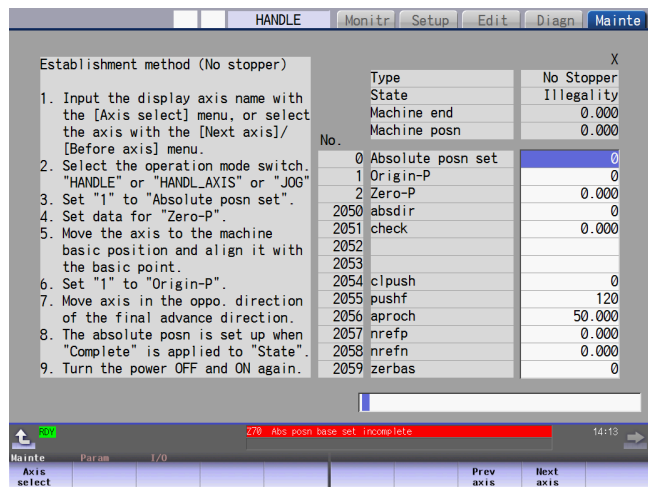 HANDLE Monitr Setup Edit Diagn Mainte
Establishment method (No stopper)
1. Input the display axis name with
the [Axis select] menu, or select
the axis with the [Next axis]/
[Before axis] menu.
2. Select the operation mode switch.
"HANDLE" or "HANDL_AXIS" or "JOG"
3. Set "1" to "Absolute posn set".
4. Set data for "Zero-P".
5. Move the axis to the machine
basic position and align it with
the basic point.
6. Set "1" to "Origin-P".
7. Move axis in the oppo. direction
of the final advance direction.
8. The absolute posn is set up when
"Complete" is applied to "State".
9. Turn the power OFF and ON again.
X
Type No Stopper
State Illegality
Machine end 0.000
Machine posn 0.000
No.
0 Absolute posn set 0
1 Origin-P 0
2 Zero-P 0.000
2050 absdir 0
2051 check 0.000
2052
2053
2054 clpush 0
2055 pushf 120
2056 aproch 50.000
2057 nrefp 0.000
2058 nrefn 0.000
2059 zerbas 0
RDY Z70 Abs posn base set incomplete 14:13
Mainte Param I/O
Axis select Prev axis Next axis